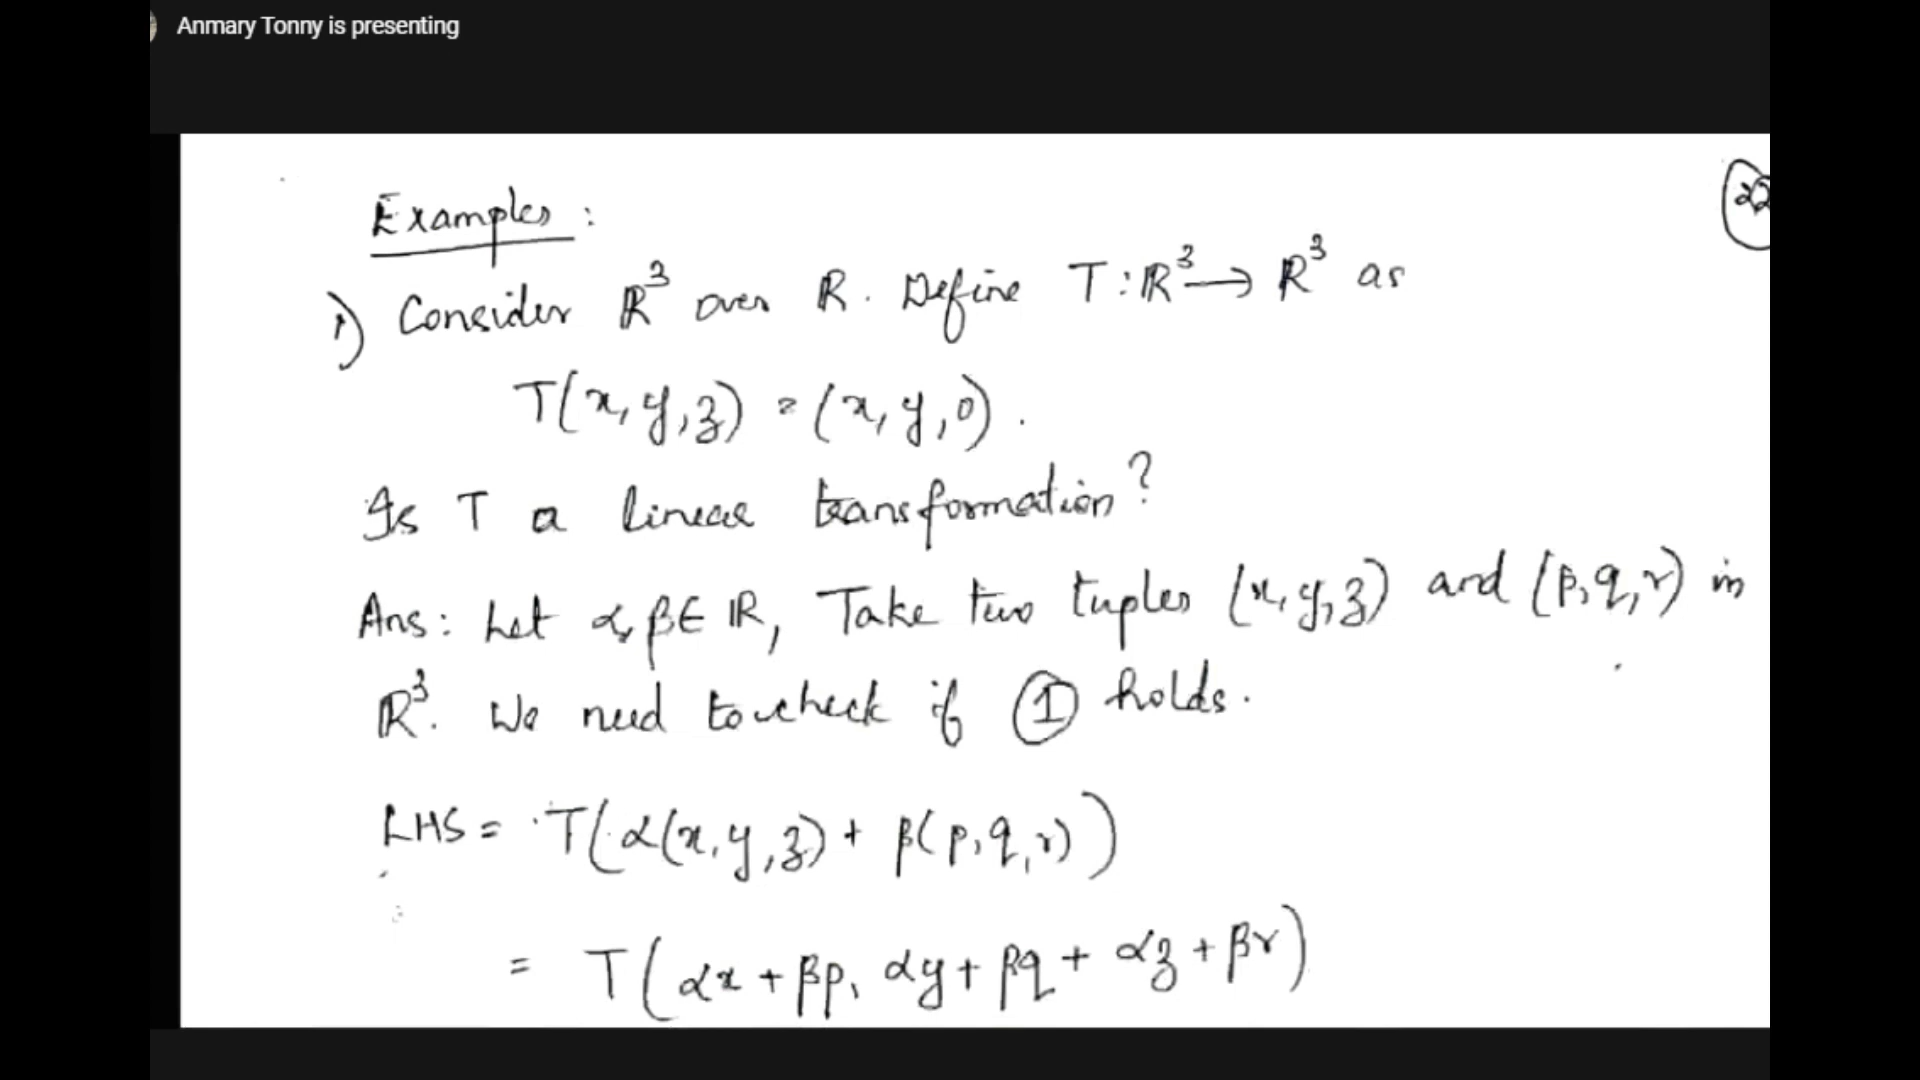 Anmary Tonny is presenting
22
Examples:
1) Consider ℝ³ over ℝ. Define T:ℝ³→ℝ³ as
T(x,y,z) = (x,y,0).
Is T a linear transformation?
Ans: Let α, β∈ℝ, Take two tuples (x,y,z) and (p,q,r) in
ℝ³. We need to check if ① holds.
LHS = T(α(x,y,z) + β(p,q,r))
= T(αx+βp, αy+βq + αz+βr)